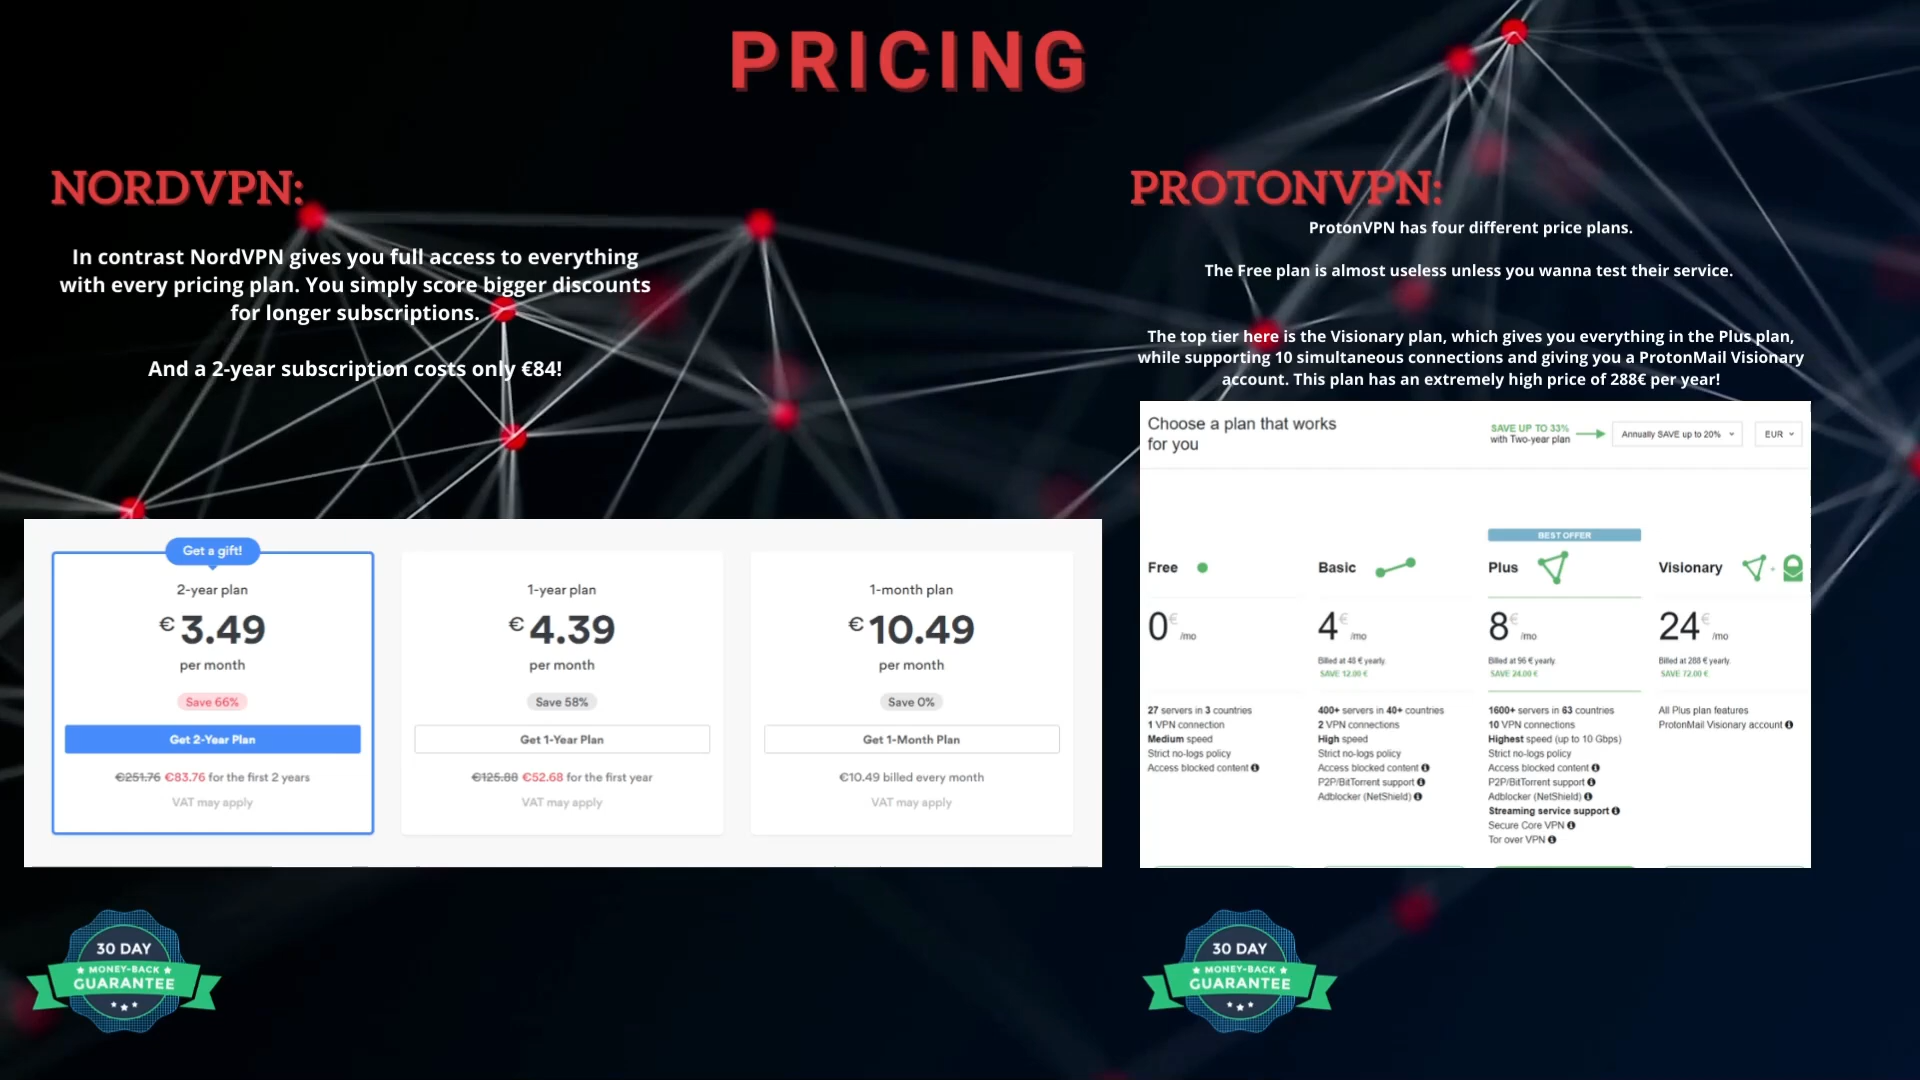 PRICING
NORDVPN:
In contrast NordVPN gives you full access to everything
with every pricing plan. You simply score bigger discounts
for longer subscriptions.
And a 2-year subscription costs only €84!
Get a gift!
2-year plan
€ 3.49
per month
Save 66%
Get 2-Year Plan
€251.76 €83.76 for the first 2 years
VAT may apply
1-year plan
€ 4.39
per month
Save 58%
Get 1-Year Plan
€125.88 €52.68 for the first year
VAT may apply
1-month plan
€ 10.49
per month
Save 0%
Get 1-Month Plan
€10.49 billed every month
VAT may apply
30 DAY
MONEY-BACK
GUARANTEE
PROTONVPN:
ProtonVPN has four different price plans.
The Free plan is almost useless unless you wanna test their service.
The top tier here is the Visionary plan, which gives you everything in the Plus plan,
while supporting 10 simultaneous connections and giving you a ProtonMail Visionary
account. This plan has an extremely high price of 288€ per year!
Choose a plan that works
for you
SAVE UP TO 33%
with Two-year plan
Annually SAVE up to 20%
EUR
Free
0 € /mo
27 servers in 3 countries
1 VPN connection
Medium speed
Strict no-logs policy
Access blocked content
Basic
4 € /mo
Billed at 48 € yearly.
SAVE 12.00 €
400+ servers in 40+ countries
2 VPN connections
High speed
Strict no-logs policy
Access blocked content
P2P/BitTorrent support
Adblocker (NetShield)
BEST OFFER
Plus
8 € /mo
Billed at 96 € yearly.
SAVE 24.00 €
1600+ servers in 63 countries
10 VPN connections
Highest speed (up to 10 Gbps)
Strict no-logs policy
Access blocked content
P2P/BitTorrent support
Adblocker (NetShield)
Streaming service support
Secure Core VPN
Tor over VPN
Visionary
24 € /mo
Billed at 288 € yearly.
SAVE 72.00 €
All Plus plan features
ProtonMail Visionary account
30 DAY
MONEY-BACK
GUARANTEE